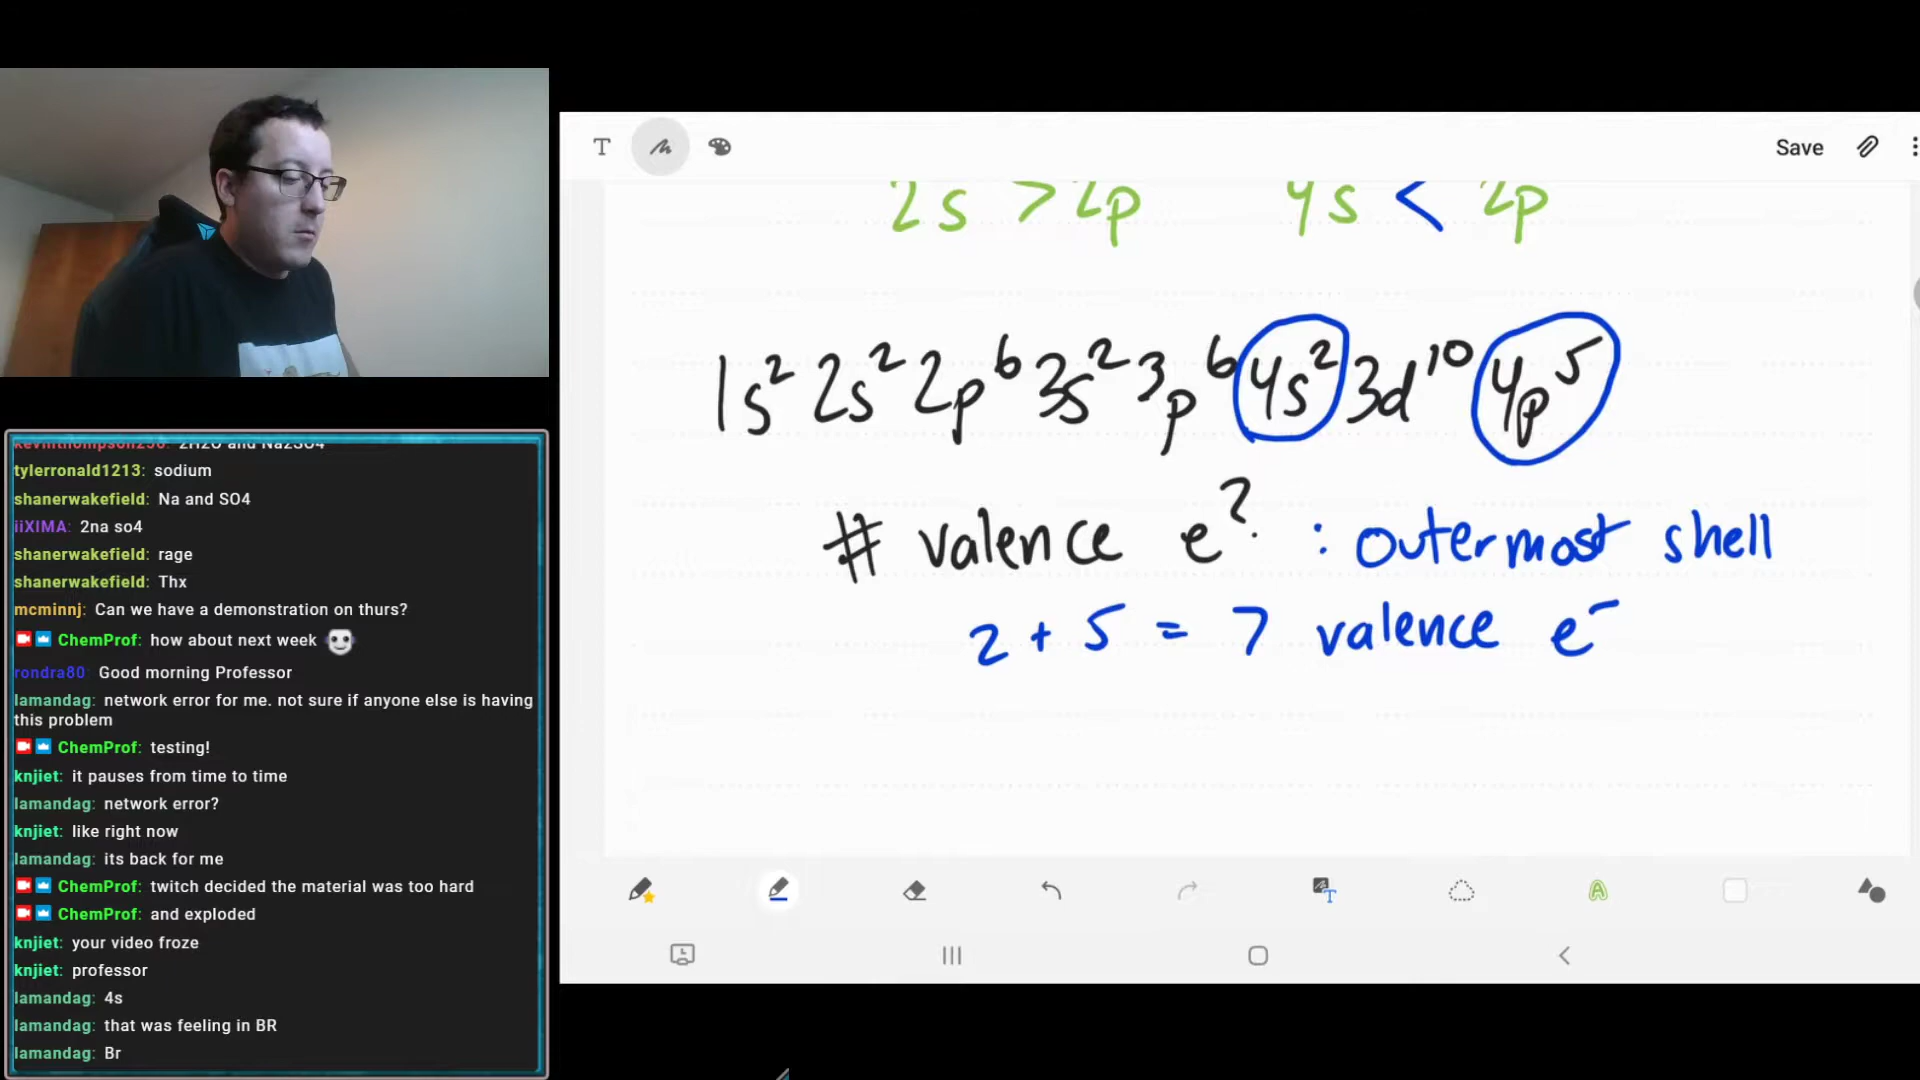 T
Save
2s > 2p 4s < 2p
1s² 2s² 2p⁶ 3s² 3p⁶ 4s² 3d¹⁰ 4p⁵
# valence e? : outermost shell
2 + 5 = 7 valence e⁻
kevinthompson256: 2H2O and Na2SO4
tylerronald1213: sodium
shanerwakefield: Na and SO4
iiXIMA: 2na so4
shanerwakefield: rage
shanerwakefield: Thx
mcminnj: Can we have a demonstration on thurs?
ChemProf: how about next week
rondra80: Good morning Professor
lamandag: network error for me. not sure if anyone else is having
this problem
ChemProf: testing!
knjiet: it pauses from time to time
lamandag: network error?
knjiet: like right now
lamandag: its back for me
ChemProf: twitch decided the material was too hard
ChemProf: and exploded
knjiet: your video froze
knjiet: professor
lamandag: 4s
lamandag: that was feeling in BR
lamandag: Br